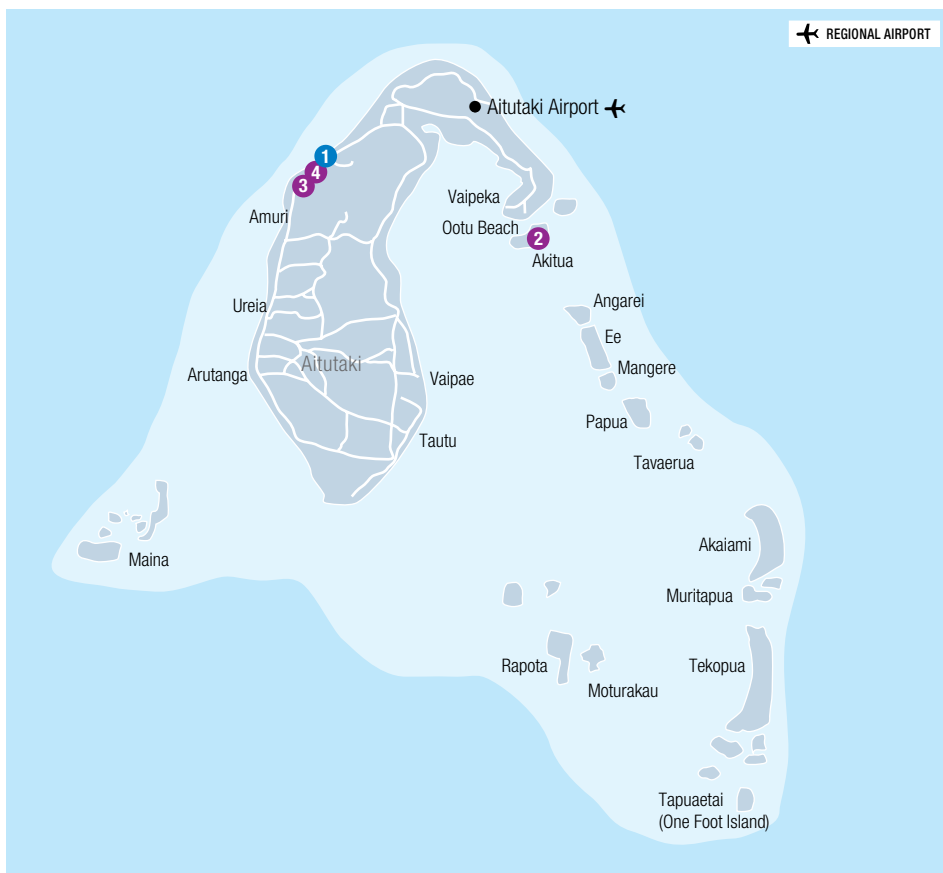 REGIONAL AIRPORT
Aitutaki Airport
1
4
3
Vaipeka
Amuri
Ootu Beach
2
Akitua
Angarei
Ureia
Ee
Aitutaki
Mangere
Arutanga
Vaipae
Papua
Tautu
Tavaerua
Akaiami
Maina
Muritapua
Rapota
Tekopua
Moturakau
Tapuaetai
(One Foot Island)